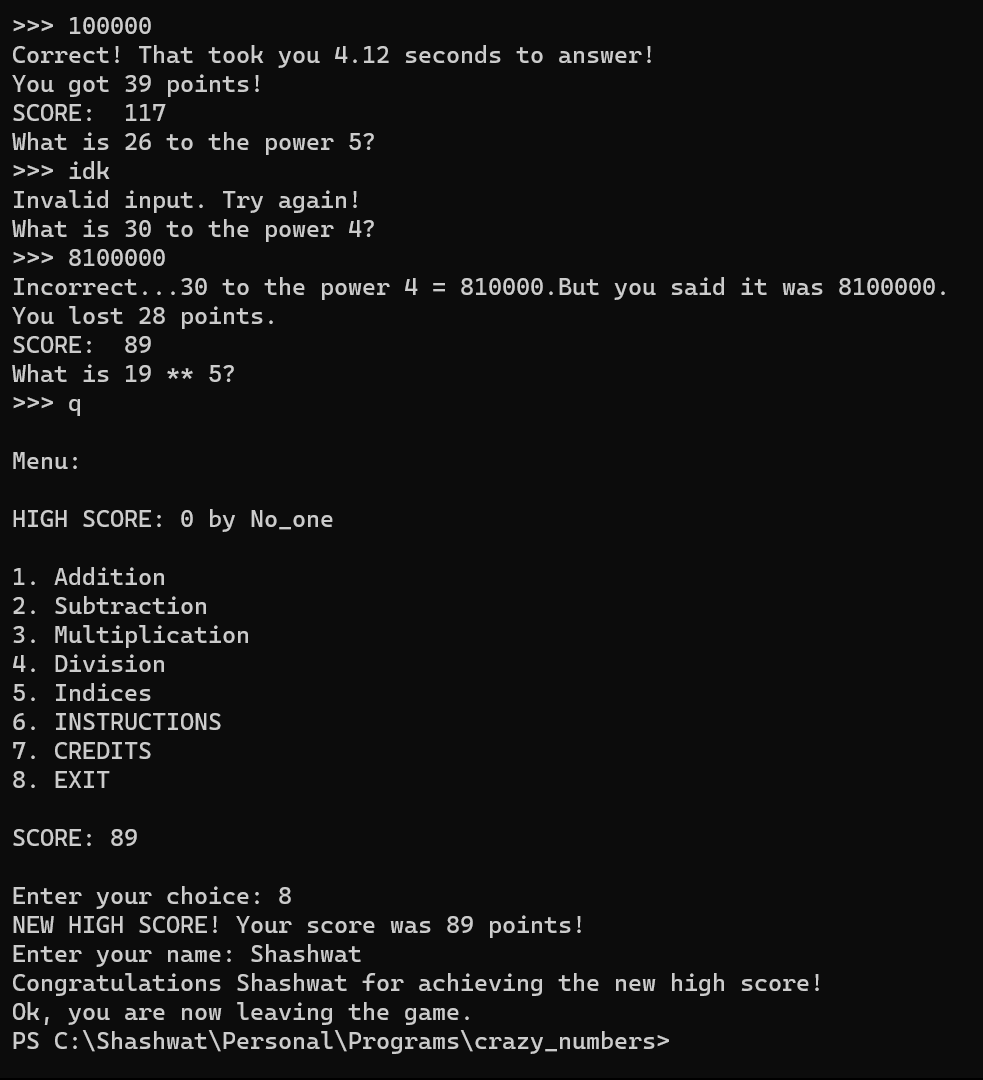 >>> 100000
Correct! That took you 4.12 seconds to answer!
You got 39 points!
SCORE:  117
What is 26 to the power 5?
>>> idk
Invalid input. Try again!
What is 30 to the power 4?
>>> 8100000
Incorrect...30 to the power 4 = 810000.But you said it was 8100000.
You lost 28 points.
SCORE:  89
What is 19 ** 5?
>>> q
Menu:
HIGH SCORE: 0 by No_one
1. Addition
2. Subtraction
3. Multiplication
4. Division
5. Indices
6. INSTRUCTIONS
7. CREDITS
8. EXIT
SCORE: 89
Enter your choice: 8
NEW HIGH SCORE! Your score was 89 points!
Enter your name: Shashwat
Congratulations Shashwat for achieving the new high score!
Ok, you are now leaving the game.
PS C:\Shashwat\Personal\Programs\crazy_numbers>